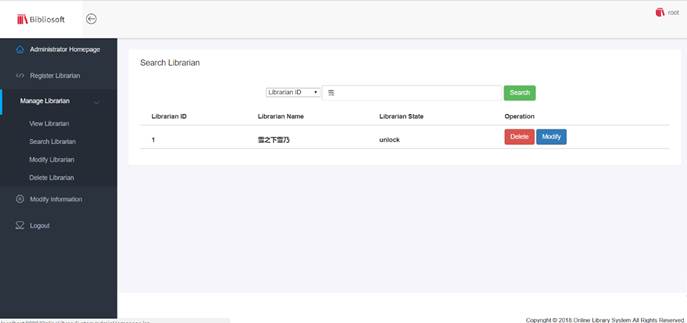 Bibliosoft
root
Administrator Homepage
Register Librarian
Manage Librarian
View Librarian
Search Librarian
Modify Librarian
Delete Librarian
Modify Information
Logout
Search Librarian
Librarian ID
雪
Search
Librarian ID Librarian Name Librarian State Operation
1 雪之下雪乃 unlock Delete Modify
Copyright © 2018 Online Library System All Rights Reserved